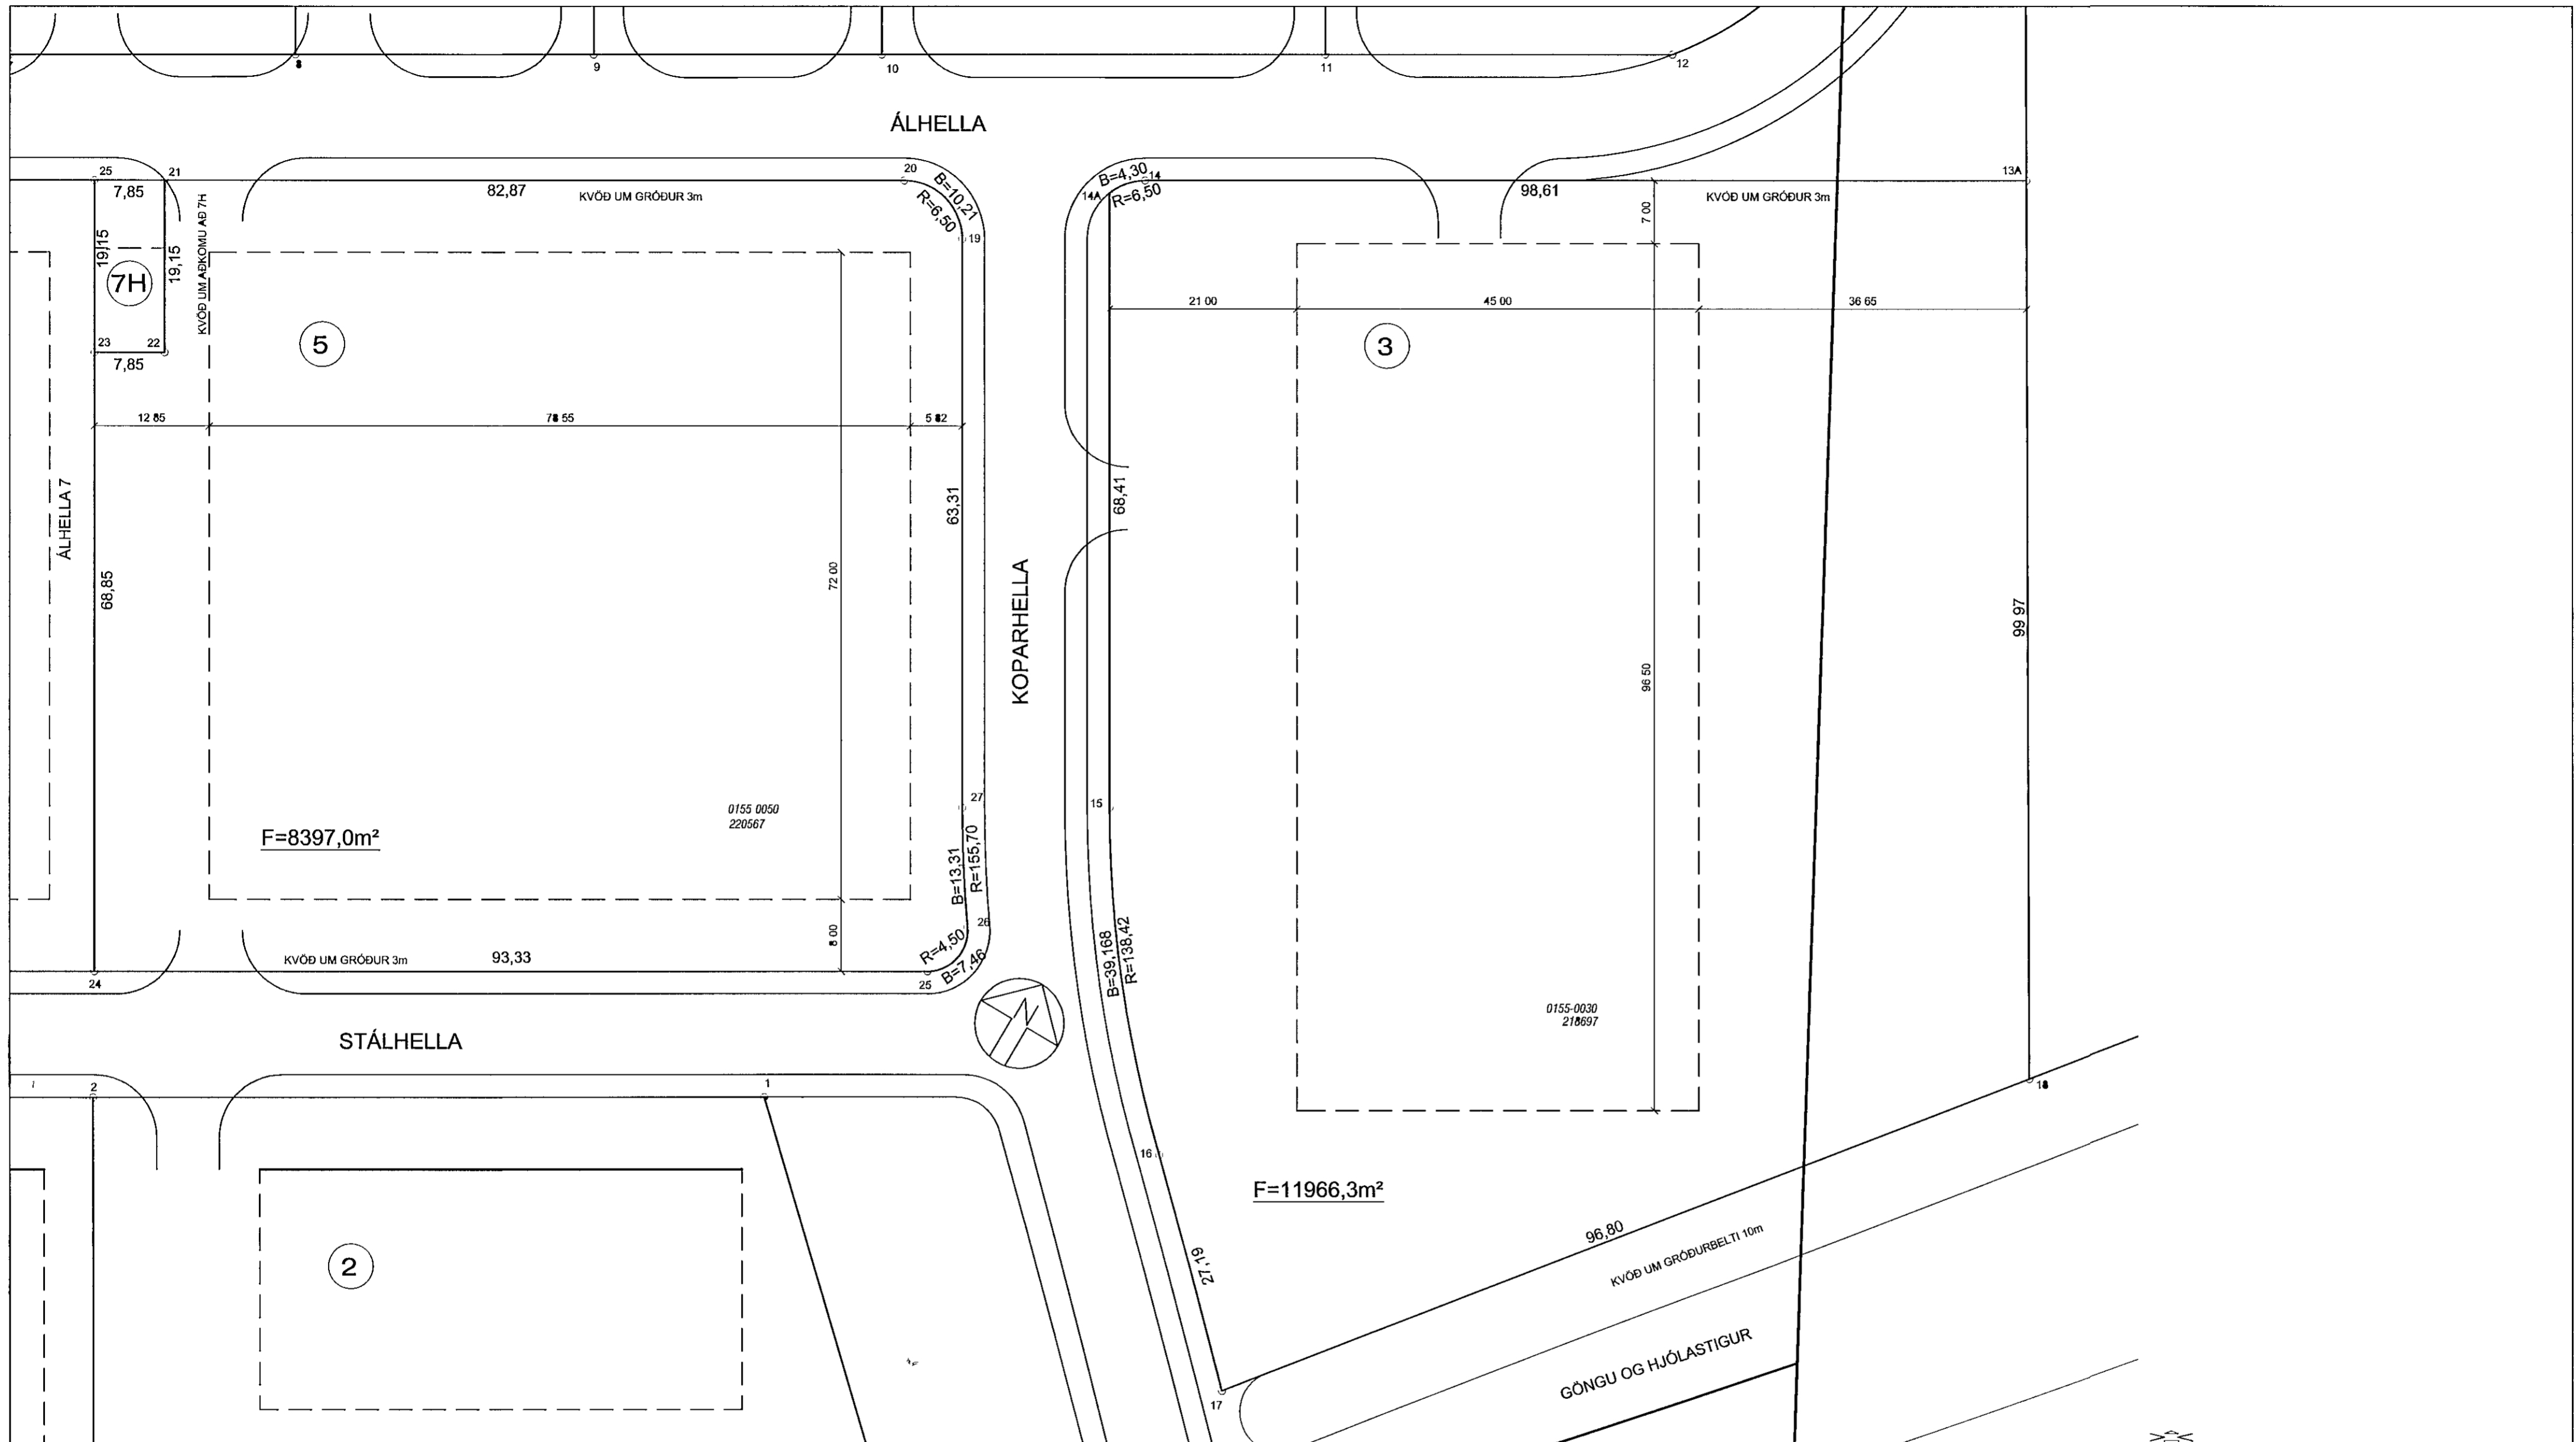 8
9
10
11
12
ÁLHELLA
25
21
20
B=10,21
R=6,50
19
B=4,30
14
14A
R=6,50
13A
7,85
82,87
KVÖÐ UM GRÓÐUR 3m
98,61
KVÖÐ UM GRÓÐUR 3m
7 00
19,15
19,15
KVÖÐ UM AÐKOMU AÐ 7H
7H
23
22
7,85
5
3
21 00
45 00
36 65
12 85
78 55
5 82
ÁLHELLA 7
68,85
63,31
72 00
KOPARHELLA
68,41
96 50
99 97
0155 0050
220567
F=8397,0m²
27
15
B=13,31
R=155,70
26
R=4,50
B=7,46
8 00
KVÖÐ UM GRÓÐUR 3m
93,33
24
25
B=39,168
R=138,42
N
0155-0030
218697
STÁLHELLA
2
1
18
16
F=11966,3m²
2
27,19
96,80
KVÖÐ UM GRÓÐURBELTI 10m
17
GÖNGU OG HJÓLASTIGUR